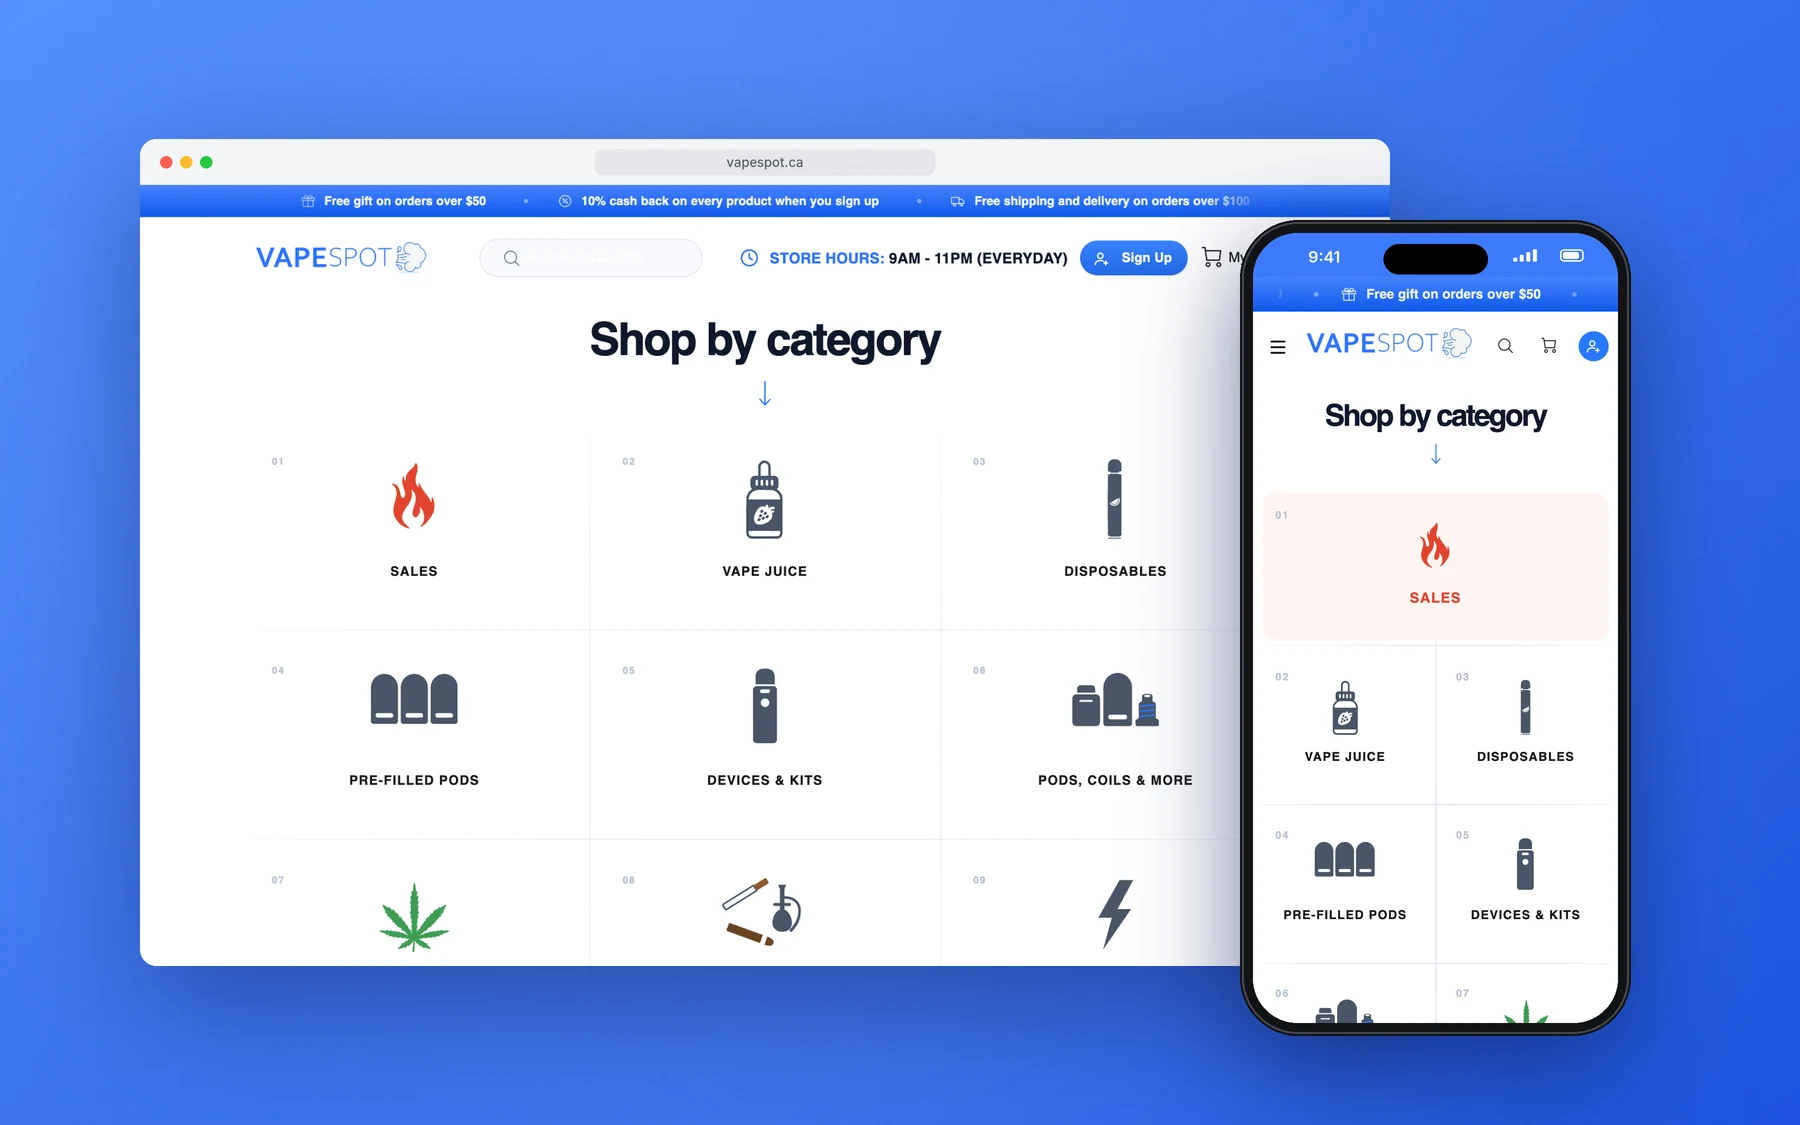 vapespot.ca
Free gift on orders over $50
10% cash back on every product when you sign up
Free shipping and delivery on orders over $100
VAPESPOT
STORE HOURS: 9AM - 11PM (EVERYDAY)
Sign Up
My
Shop by category
01
SALES
02
VAPE JUICE
03
DISPOSABLES
04
PRE-FILLED PODS
05
DEVICES & KITS
06
PODS, COILS & MORE
07
08
09
9:41
Free gift on orders over $50
VAPESPOT
Shop by category
01
SALES
02
VAPE JUICE
03
DISPOSABLES
04
PRE-FILLED PODS
05
DEVICES & KITS
06
07